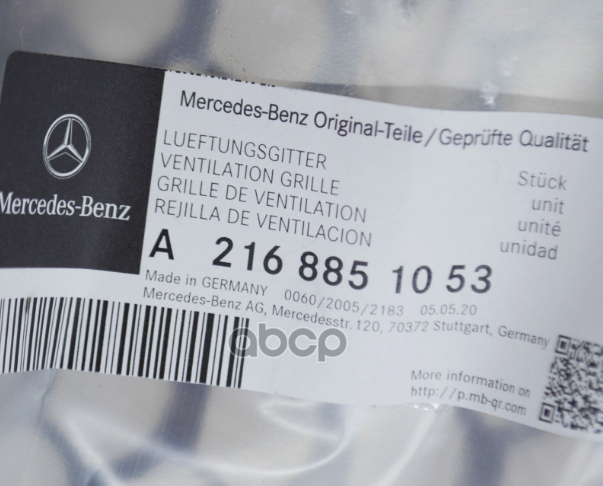 Mercedes-Benz
Mercedes-Benz Original-Teile/Geprüfte Qualität
LUEFTUNGSGITTER
VENTILATION GRILLE
GRILLE DE VENTILATION
REJILLA DE VENTILACION
Stück
unit
unité
unidad
A 216 885 10 53
Made in GERMANY 0060/2005/2183 05.05.20
Mercedes-Benz AG, Mercedesstr. 120, 70372 Stuttgart, Germany
abcp
More information on
http://p.mb-qr.com